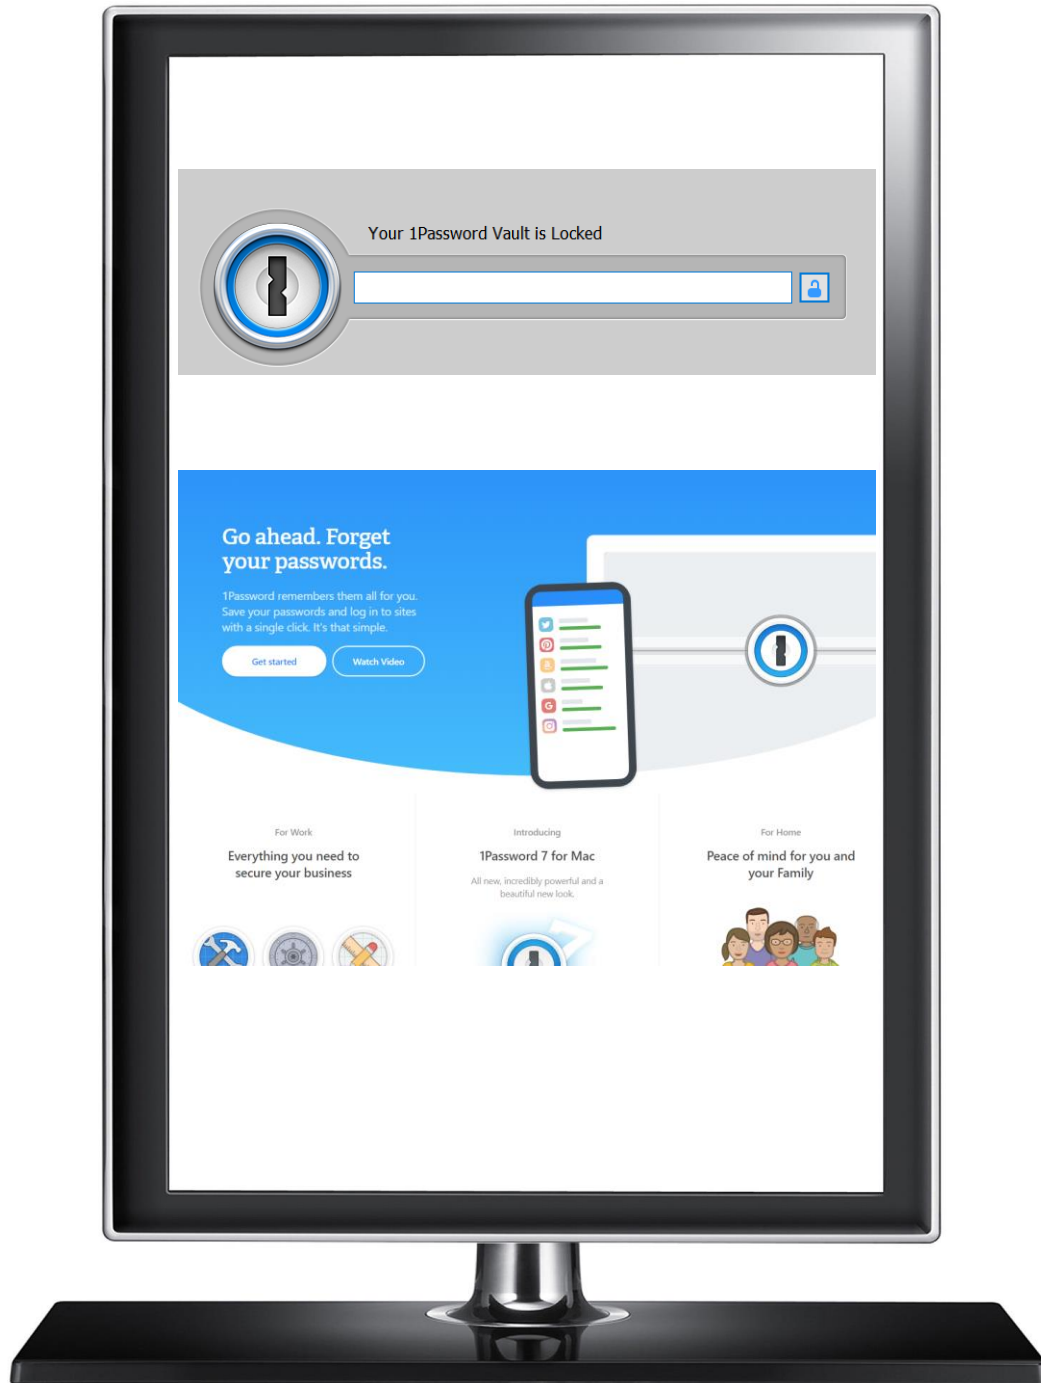 Your 1Password Vault is Locked
Go ahead. Forget
your passwords.
1Password remembers them all for you.
Save your passwords and log in to sites
with a single click. It's that simple.
Get started
Watch Video
For Work
Everything you need to
secure your business
Introducing
1Password 7 for Mac
All new, incredibly powerful and a
beautiful new look.
For Home
Peace of mind for you and
your Family